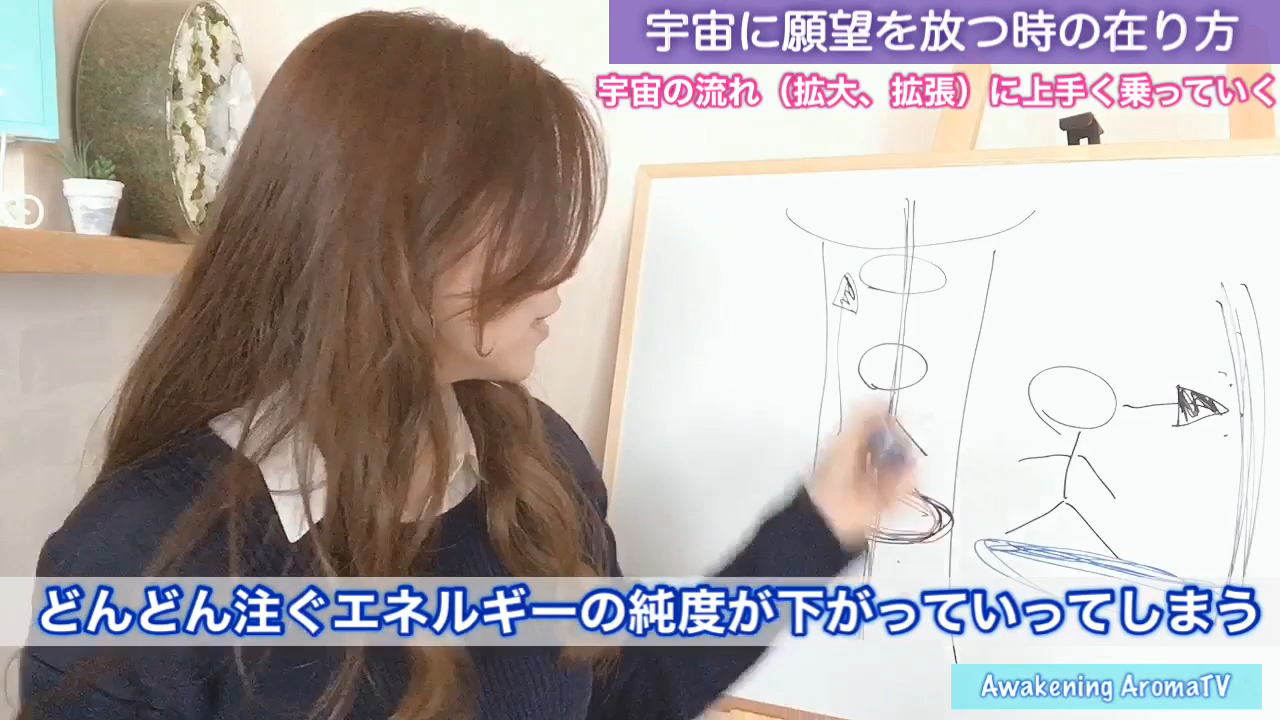 宇宙に願望を放つ時の在り方
宇宙の流れ（拡大、拡張）に上手く乗っていく
どんどん注ぐエネルギーの純度が下がっていってしまう
Awakening AromaTV